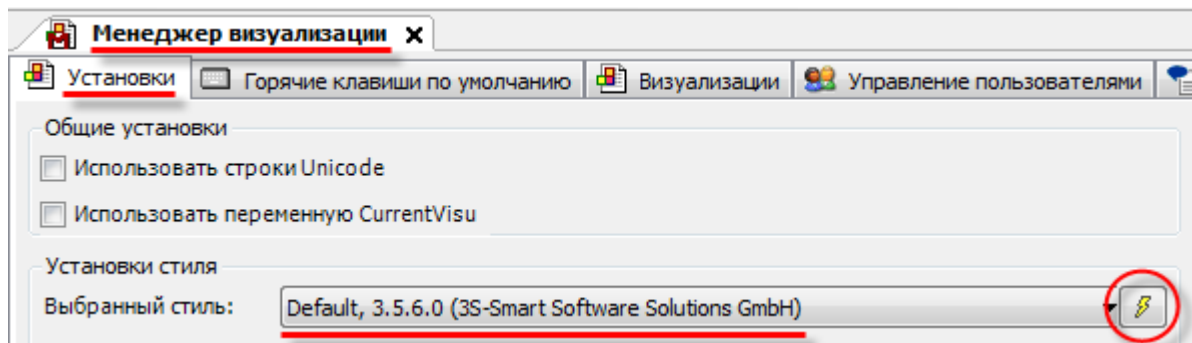 Менеджер визуализации
Установки Горячие клавиши по умолчанию Визуализации Управление пользователями
Общие установки
Использовать строки Unicode
Использовать переменную CurrentVisu
Установки стиля
Выбранный стиль: Default, 3.5.6.0 (3S-Smart Software Solutions GmbH)